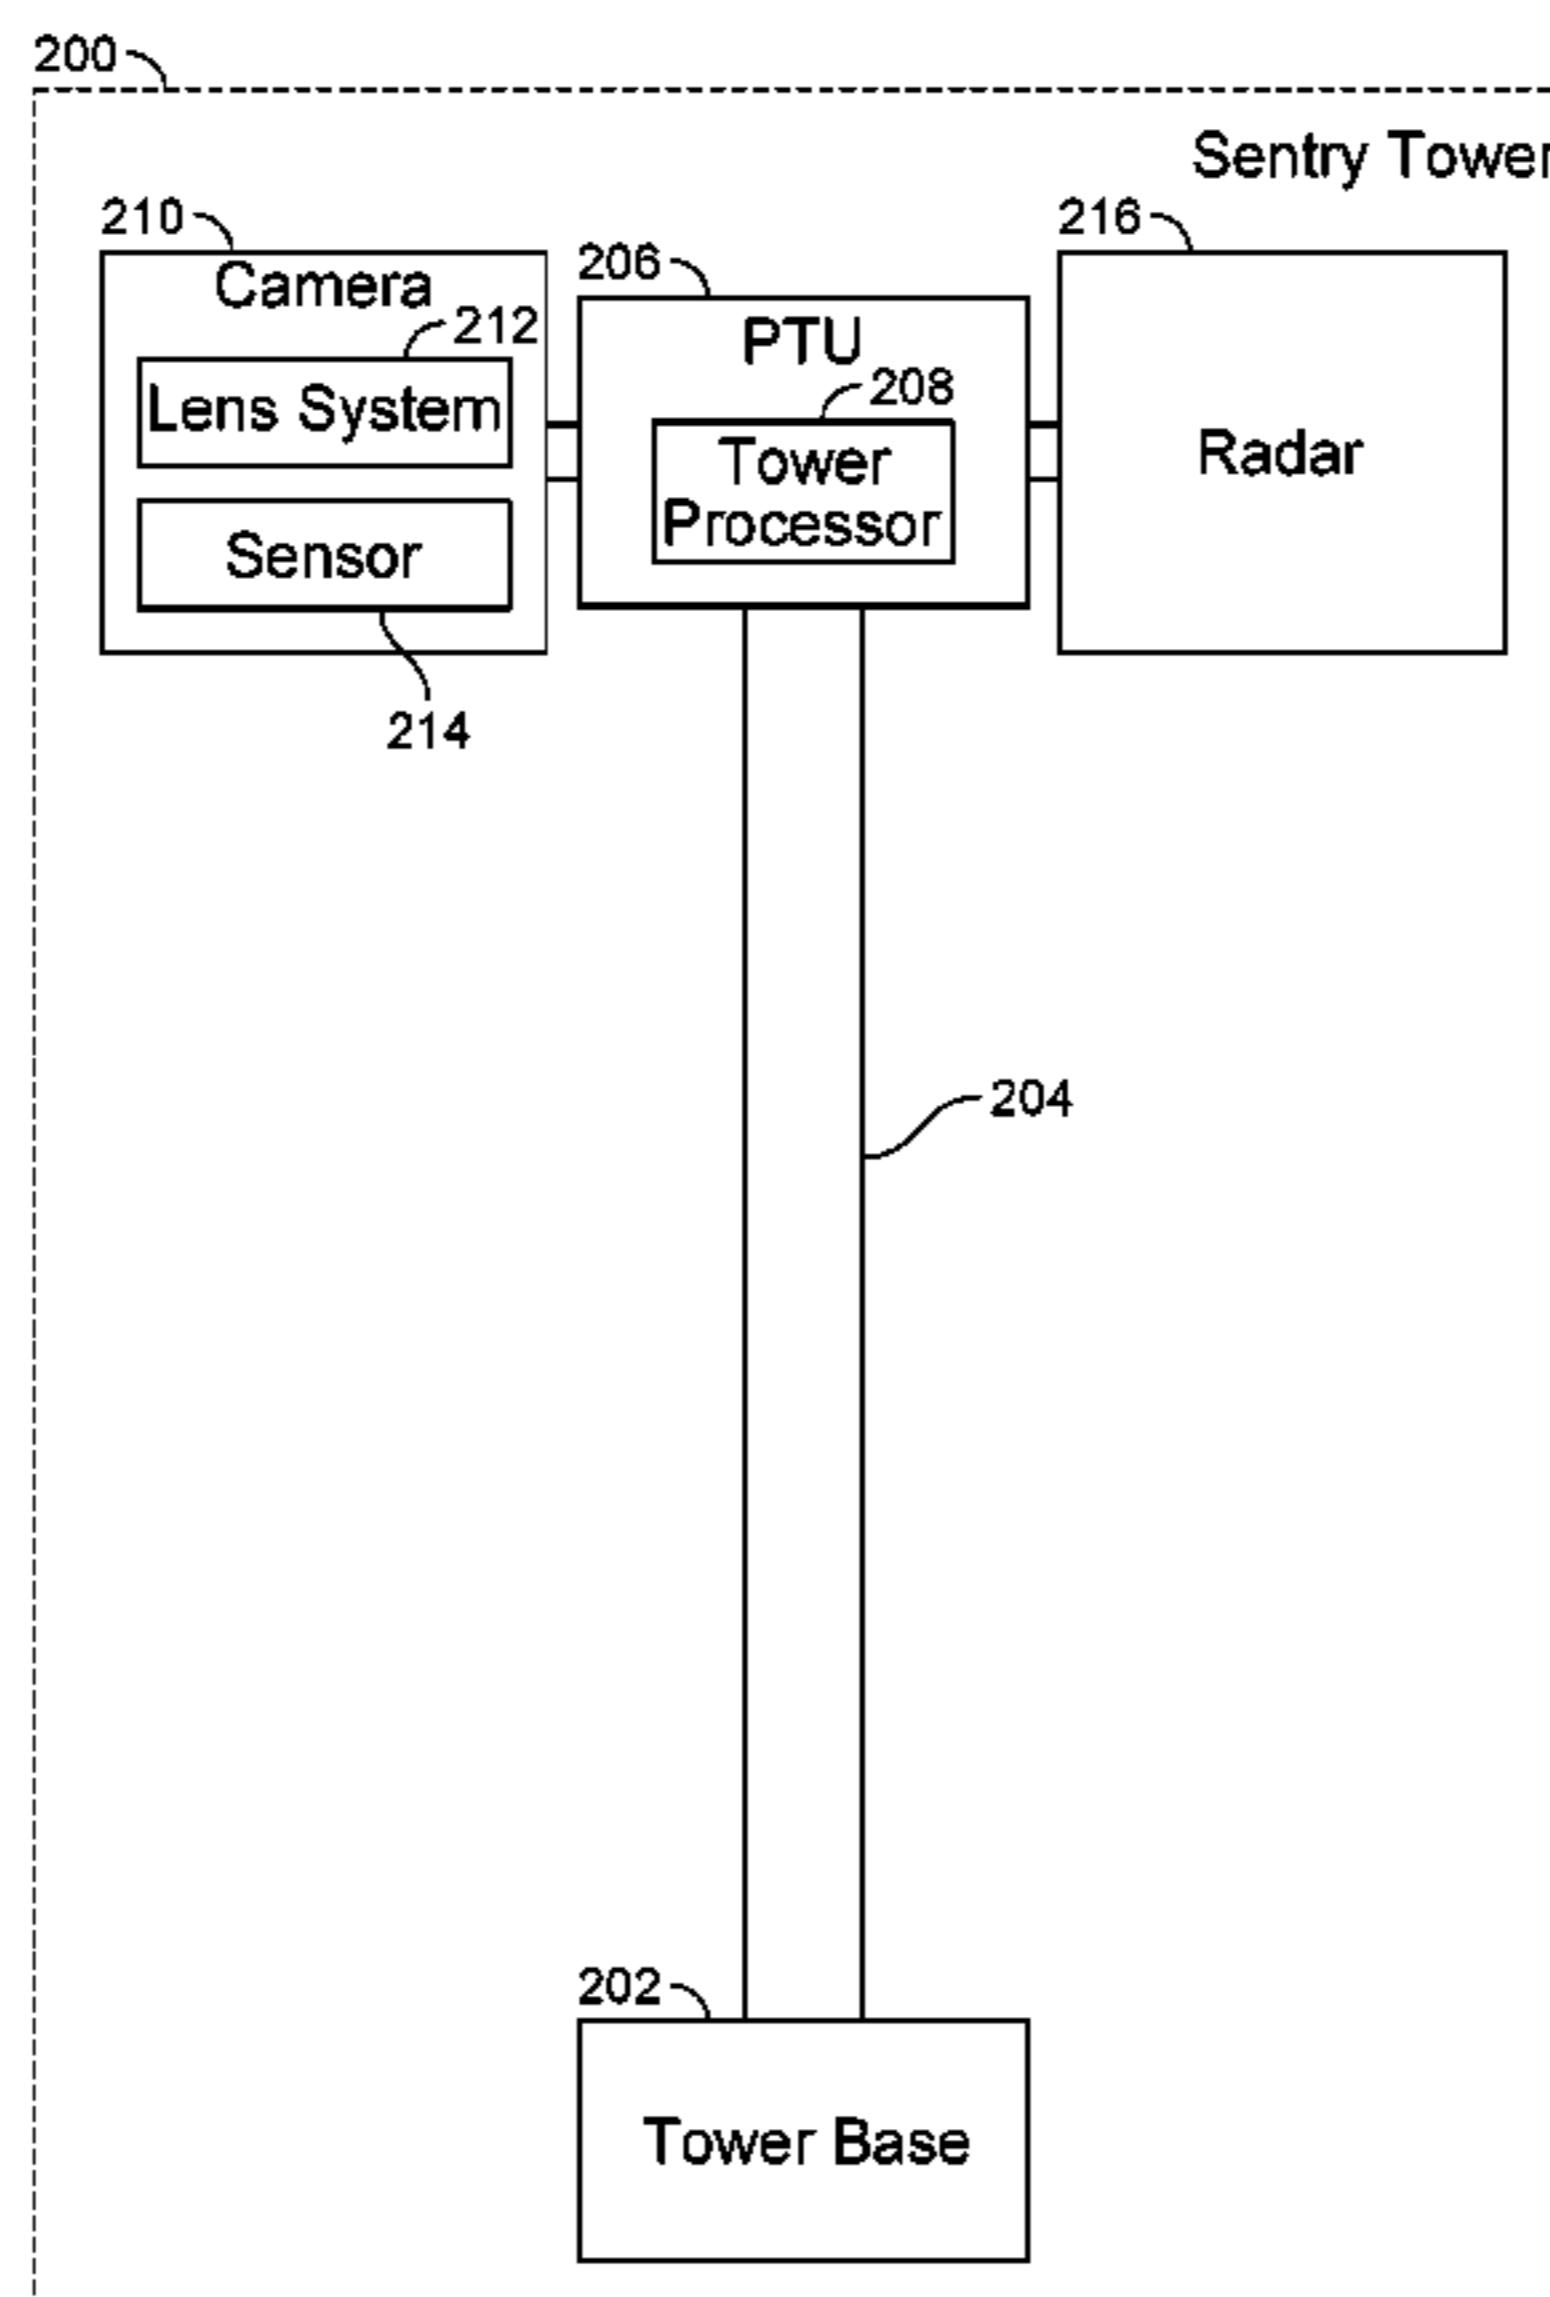 200
Sentry Tower
210
Camera
212
Lens System
Sensor
214
206
PTU
208
Tower
Processor
216
Radar
204
202
Tower Base